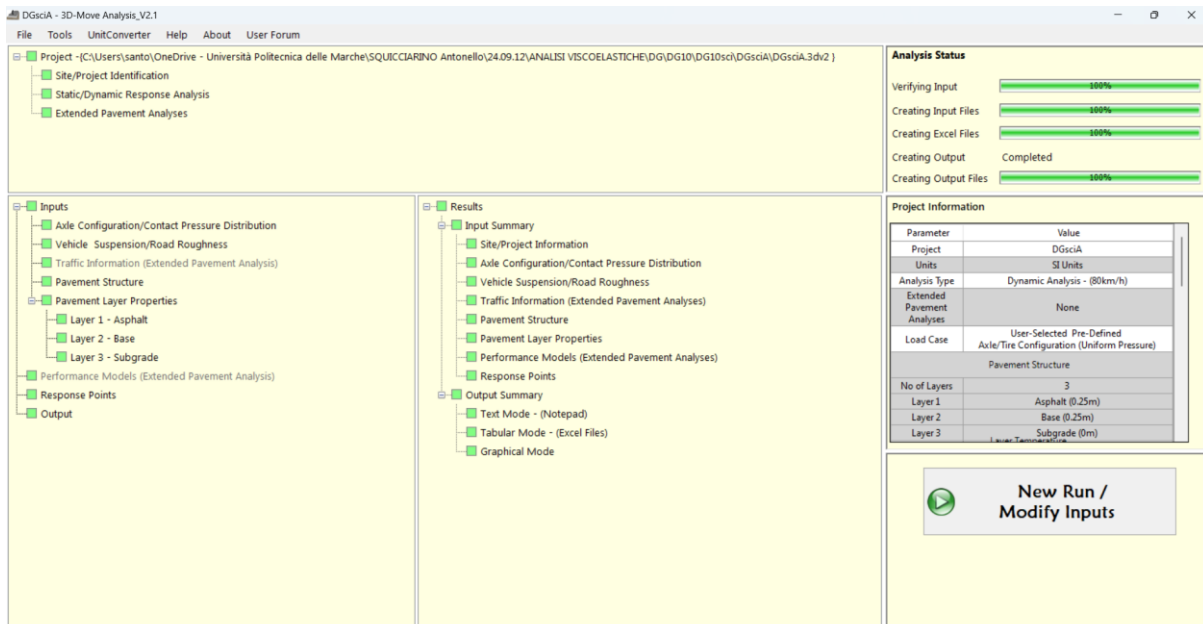 DGsciA - 3D-Move Analysis_V2.1
File Tools UnitConverter Help About User Forum
Project -{C:\Users\santo\OneDrive - Università Politecnica delle Marche\SQUICCIARINO Antonello\24.09.12\ANALISI VISCOELASTICHE\DG\DG10\DG10sci\DGsciA\DGsciA.3dv2 }
Site/Project Identification
Static/Dynamic Response Analysis
Extended Pavement Analyses
Analysis Status
Verifying Input 100%
Creating Input Files 100%
Creating Excel Files 100%
Creating Output Completed
Creating Output Files 100%
Inputs
Axle Configuration/Contact Pressure Distribution
Vehicle Suspension/Road Roughness
Traffic Information (Extended Pavement Analysis)
Pavement Structure
Pavement Layer Properties
Layer 1 - Asphalt
Layer 2 - Base
Layer 3 - Subgrade
Performance Models (Extended Pavement Analysis)
Response Points
Output
Results
Input Summary
Site/Project Information
Axle Configuration/Contact Pressure Distribution
Vehicle Suspension/Road Roughness
Traffic Information (Extended Pavement Analyses)
Pavement Structure
Pavement Layer Properties
Performance Models (Extended Pavement Analyses)
Response Points
Output Summary
Text Mode - (Notepad)
Tabular Mode - (Excel Files)
Graphical Mode
Project Information
Parameter Value
Project DGsciA
Units SI Units
Analysis Type Dynamic Analysis - (80km/h)
Extended
Pavement None
Analyses
Load Case User-Selected Pre-Defined
Axle/Tire Configuration (Uniform Pressure)
Pavement Structure
No of Layers 3
Layer 1 Asphalt (0.25m)
Layer 2 Base (0.25m)
Layer 3 Subgrade (0m)
Layer Temperature
New Run /
Modify Inputs